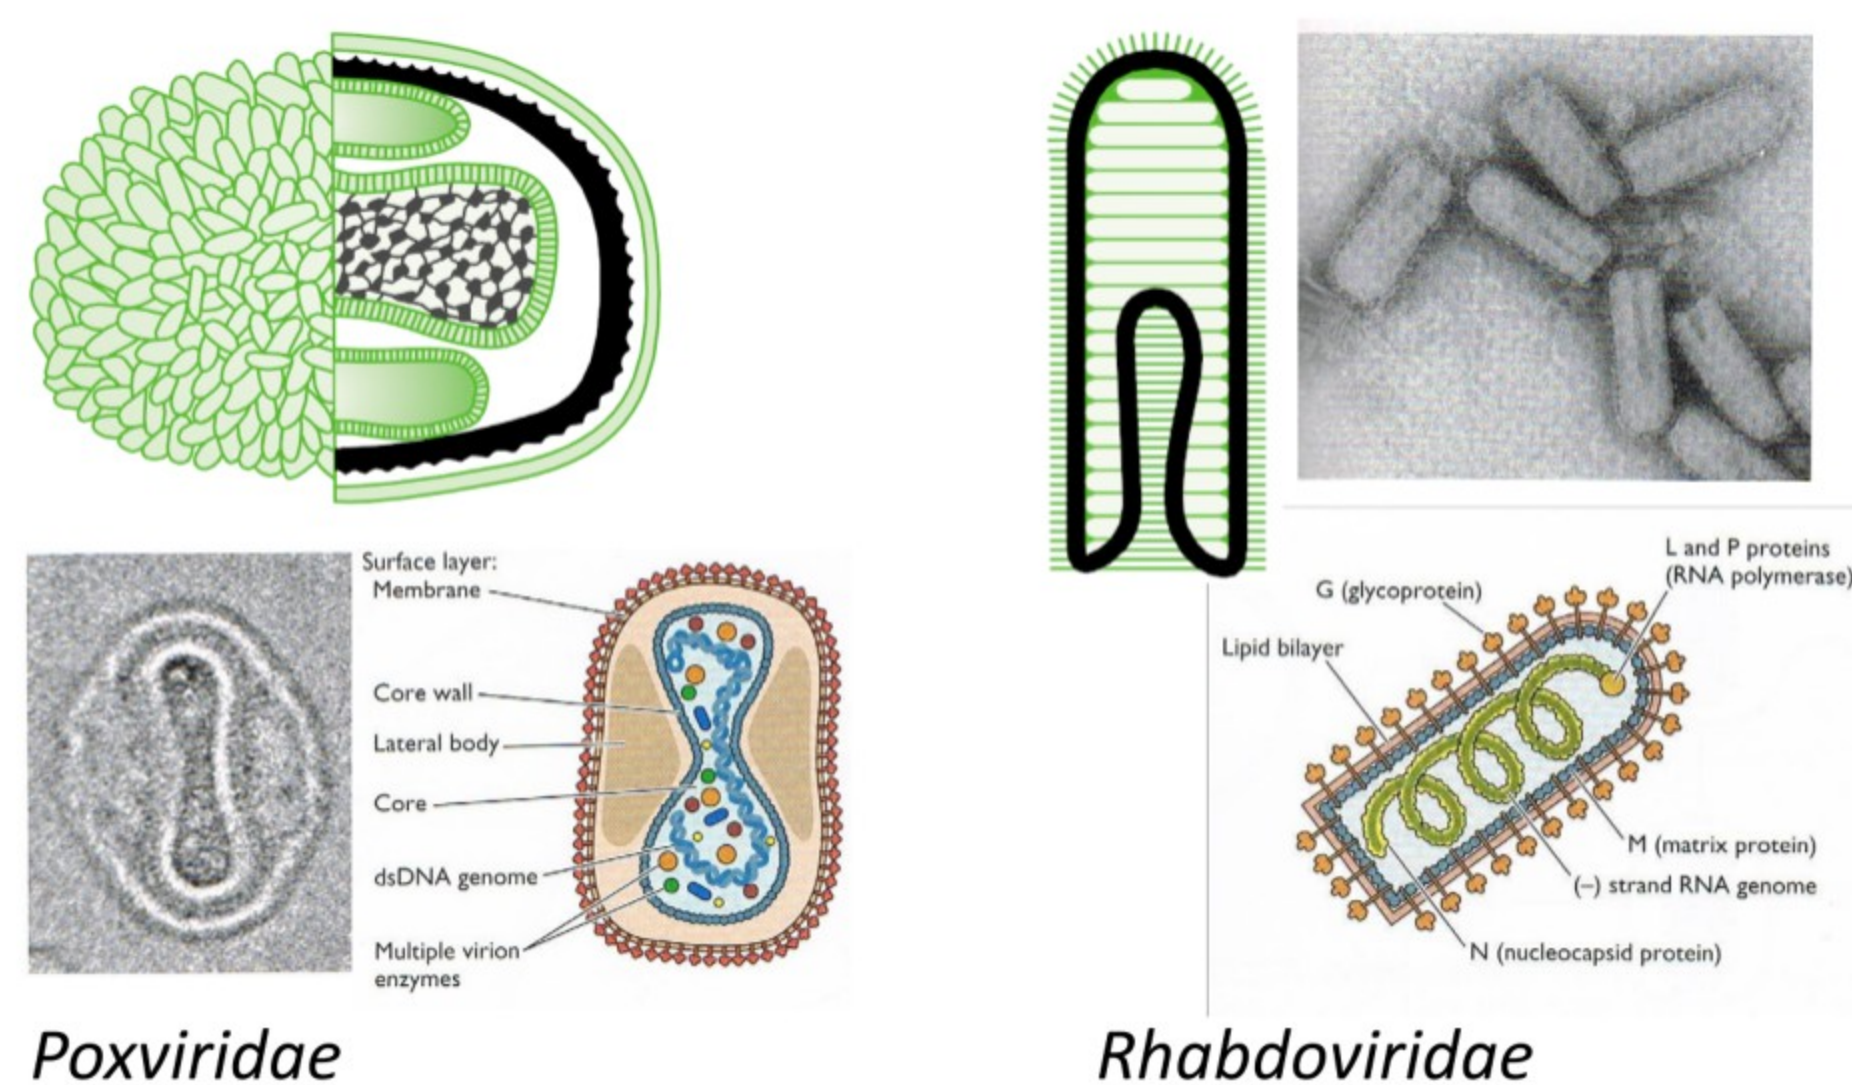 Surface layer:
Membrane
Core wall
Lateral body
Core
dsDNA genome
Multiple virion
enzymes
Poxviridae
L and P proteins
(RNA polymerase)
G (glycoprotein)
Lipid bilayer
M (matrix protein)
(–) strand RNA genome
N (nucleocapsid protein)
Rhabdoviridae